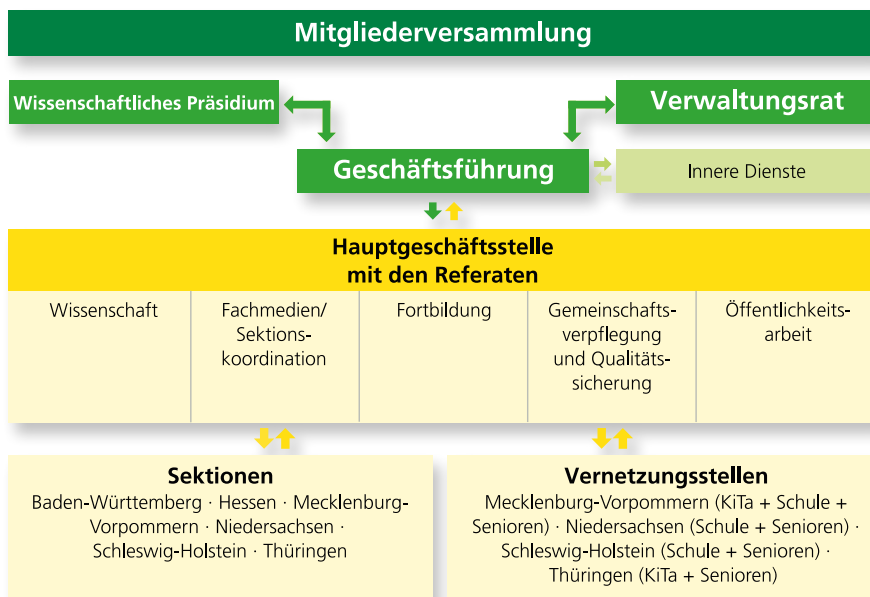 Mitgliederversammlung
Wissenschaftliches Präsidium
Verwaltungsrat
Geschäftsführung
Innere Dienste
Hauptgeschäftsstelle
mit den Referaten
Wissenschaft
Fachmedien/
Sektions-
koordination
Fortbildung
Gemeinschafts-
verpflegung
und Qualitäts-
sicherung
Öffentlichkeits-
arbeit
Sektionen
Baden-Württemberg · Hessen · Mecklenburg-
Vorpommern · Niedersachsen ·
Schleswig-Holstein · Thüringen
Vernetzungsstellen
Mecklenburg-Vorpommern (KiTa + Schule +
Senioren) · Niedersachsen (Schule + Senioren) ·
Schleswig-Holstein (Schule + Senioren) ·
Thüringen (KiTa + Senioren)